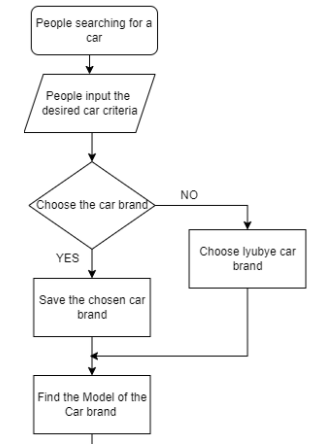 People searching for a
car
People input the
desired car criteria
Choose the car brand
NO
YES
Choose lyubye car
brand
Save the chosen car
brand
Find the Model of the
Car brand